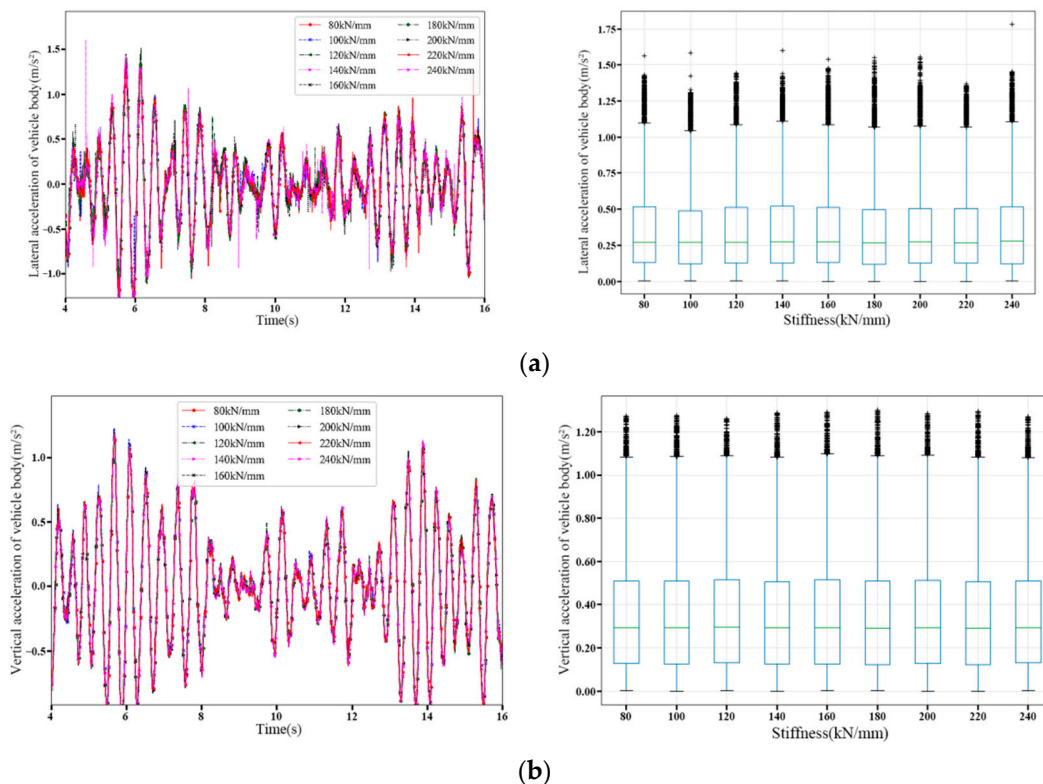 80kN/mm 180kN/mm
100kN/mm 200kN/mm
120kN/mm 220kN/mm
140kN/mm 240kN/mm
160kN/mm
Lateral acceleration of vehicle body(m/s²)
1.5
1.0
0.5
0.0
−0.5
−1.0
4 6 8 10 12 14 16
Time(s)
Lateral acceleration of vehicle body(m/s²)
1.75
1.50
1.25
1.00
0.75
0.50
0.25
0.00
80 100 120 140 160 180 200 220 240
Stiffness(kN/mm)
(a)
80kN/mm 180kN/mm
100kN/mm 200kN/mm
120kN/mm 220kN/mm
140kN/mm 240kN/mm
160kN/mm
Vertical acceleration of vehicle body(m/s²)
1.0
0.5
0.0
−0.5
4 6 8 10 12 14 16
Time(s)
Vertical acceleration of vehicle body(m/s²)
1.20
1.00
0.80
0.60
0.40
0.20
0.00
80 100 120 140 160 180 200 220 240
Stiffness(kN/mm)
(b)